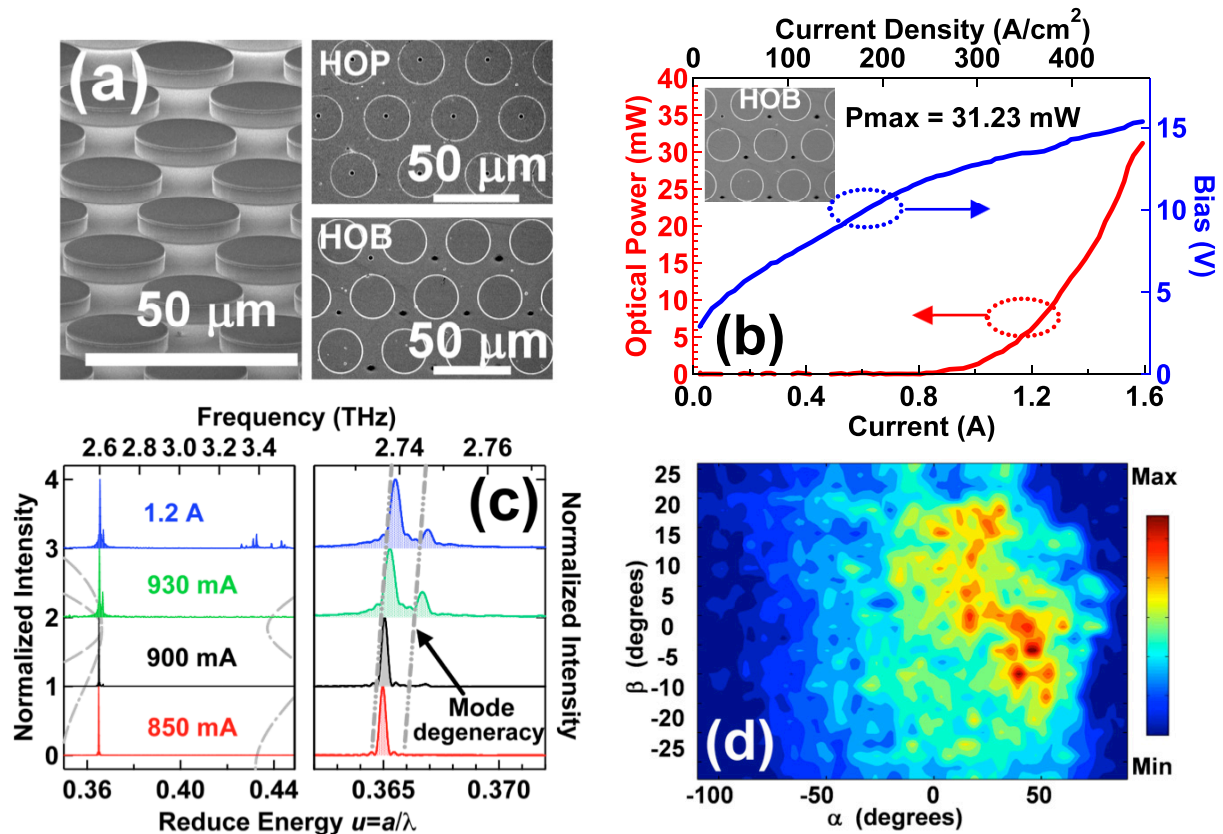 (a)
50 μm
HOP
50 μm
HOB
50 μm
Current Density (A/cm2)
0 100 200 300 400
Optical Power (mW)
40
35
30
25
20
15
10
5
0
HOB
Pmax = 31.23 mW
15
10
5
0
Bias (V)
(b)
0.0 0.4 0.8 1.2 1.6
Current (A)
Frequency (THz)
2.6 2.8 3.0 3.2 3.4
2.74 2.76
Normalized Intensity
4
3
2
1
0
1.2 A
930 mA
900 mA
850 mA
(c)
Mode
degeneracy
Normalized Intensity
0.36 0.40 0.44
0.365 0.370
Reduce Energy u=a/λ
β (degrees)
25
20
15
10
5
0
-5
-10
-15
-20
-25
(d)
Max
Min
-100 -50 0 50
α (degrees)